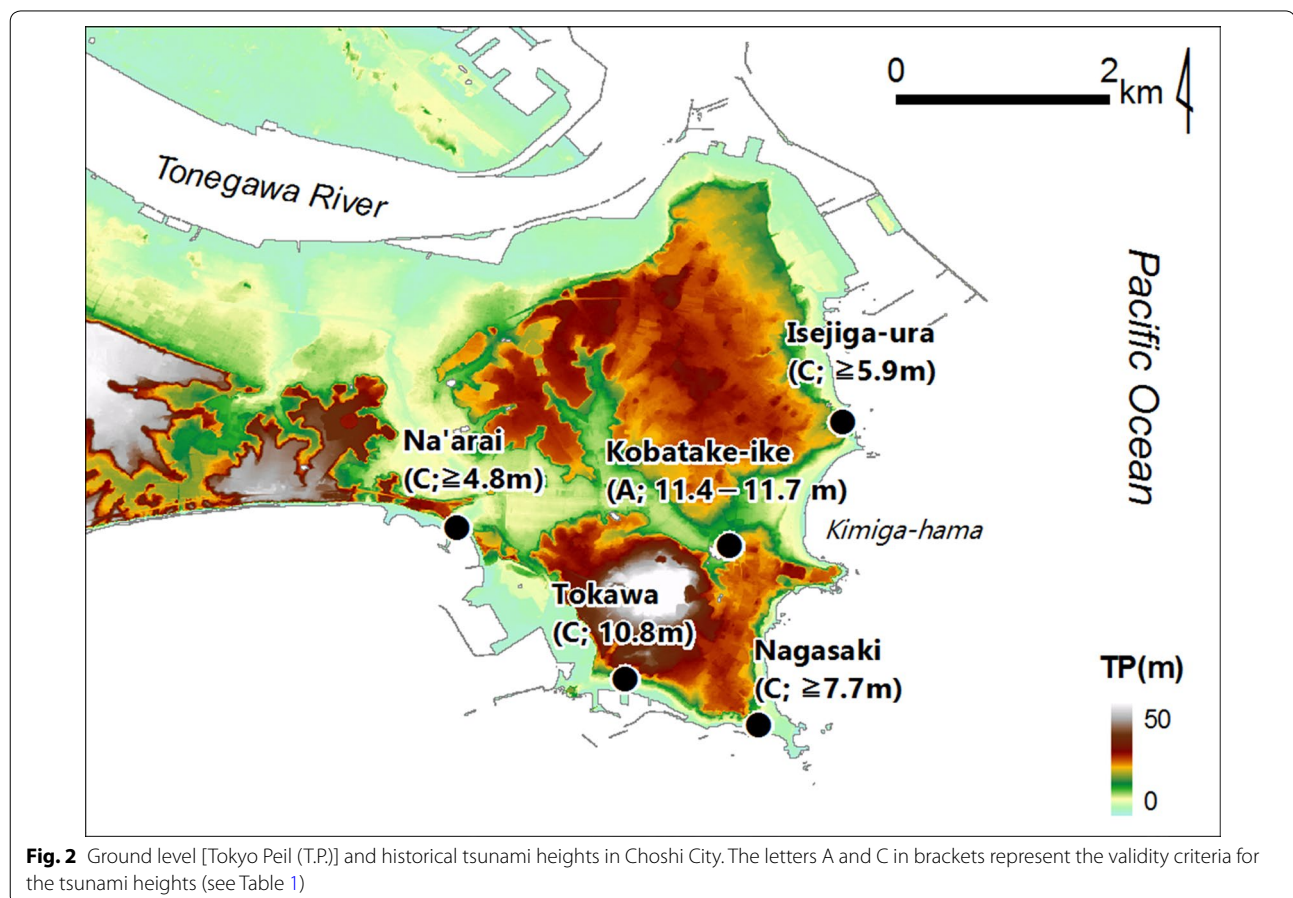 0 2
km
Tonegawa River
Pacific Ocean
Isejiga-ura
(C; ≧5.9m)
Na'arai
(C;≧4.8m)
Kobatake-ike
(A; 11.4－11.7 m)
Kimiga-hama
Tokawa
(C; 10.8m)
Nagasaki
(C; ≧7.7m)
TP(m)
50
0
Fig. 2 Ground level [Tokyo Peil (T.P.)] and historical tsunami heights in Choshi City. The letters A and C in brackets represent the validity criteria for
the tsunami heights (see Table 1)